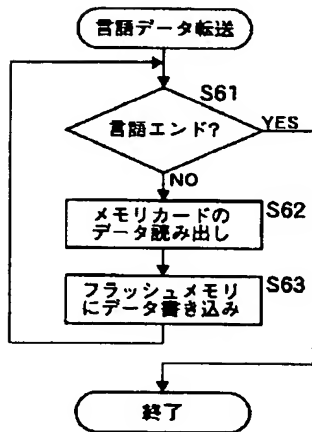 言語データ転送
S61
言語エンド?
YES
NO
メモリカードの
データ読み出し
S62
フラッシュメモリ
にデータ書き込み
S63
終了